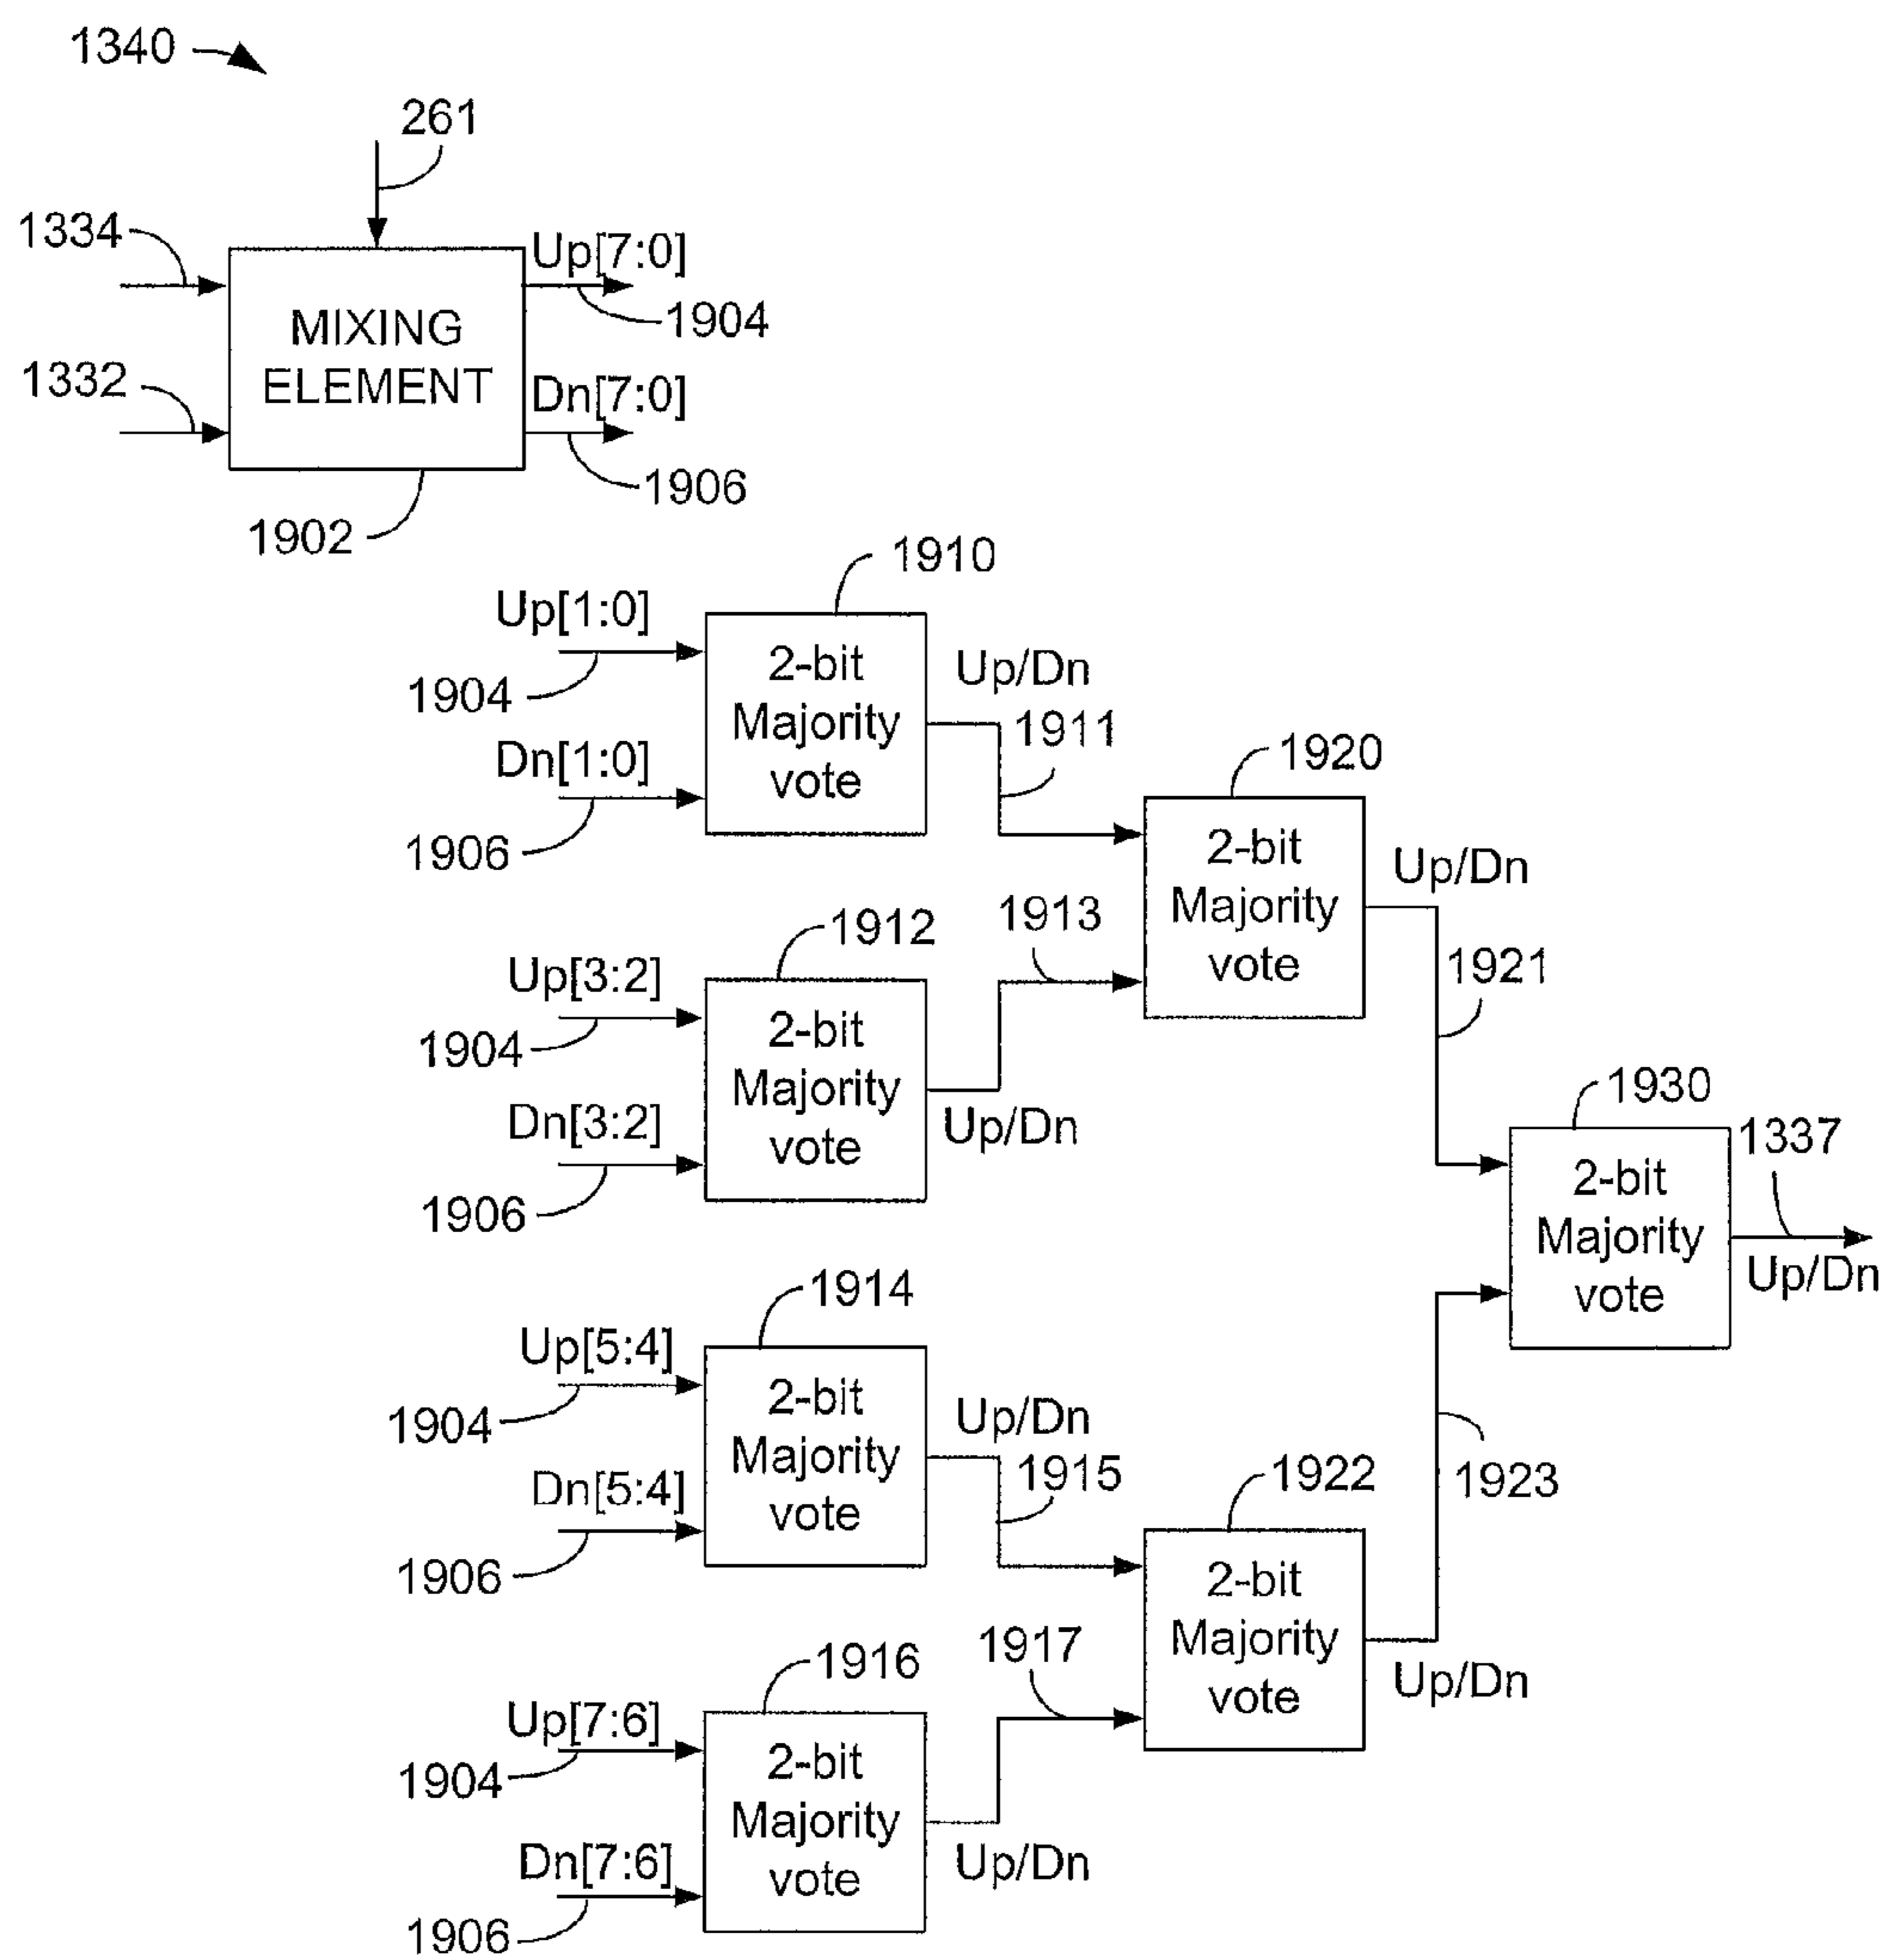 1340
261
1334
Up[7:0]
MIXING
ELEMENT
1904
1332
Dn[7:0]
1906
1902
1910
Up[1:0]
2-bit
Majority
vote
Up/Dn
1904
1911
Dn[1:0]
1906
1920
2-bit
Majority
vote
Up/Dn
1912
1913
1921
Up[3:2]
1904
2-bit
Majority
vote
Dn[3:2]
Up/Dn
1906
1930
1337
2-bit
Majority
vote
Up/Dn
1914
Up[5:4]
1904
2-bit
Majority
vote
Up/Dn
1915
Dn[5:4]
1906
1922
1923
2-bit
Majority
vote
Up/Dn
1916
1917
Up[7:6]
1904
2-bit
Majority
vote
Up/Dn
Dn[7:6]
1906